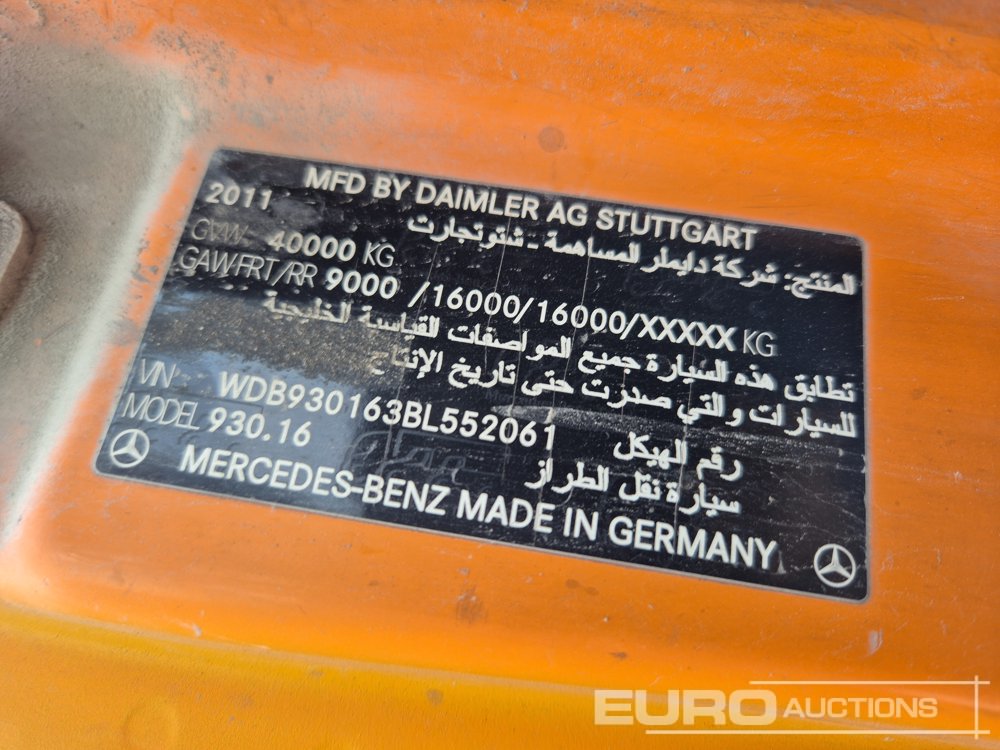 MFD BY DAIMLER AG STUTTGART
2011
المنتج: شركة دايملر المساهمة - شتوتجارت
GVW: 40000 KG
GAWFRT/RR 9000 /16000/16000/XXXXX KG
تطابق هذه السيارة جميع المواصفات القياسية الخليجية
للسيارات والتي صدرت حتى تاريخ الإنتاج
VIN: WDB930163BL552061
رقم الهيكل
MODEL 930.16
سيارة نقل الطراز
MERCEDES-BENZ MADE IN GERMANY
EURO AUCTIONS